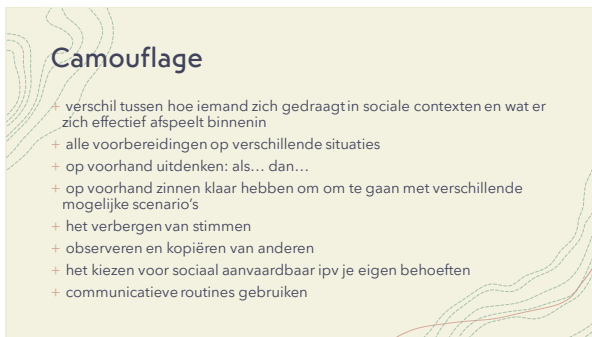 Camouflage
+ verschil tussen hoe iemand zich gedraagt in sociale contexten en wat er
zich effectief afspeelt binnenin
+ alle voorbereidingen op verschillende situaties
+ op voorhand uitdenken: als… dan…
+ op voorhand zinnen klaar hebben om om te gaan met verschillende
mogelijke scenario’s
+ het verbergen van stimmen
+ observeren en kopiëren van anderen
+ het kiezen voor sociaal aanvaardbaar ipv je eigen behoeften
+ communicatieve routines gebruiken